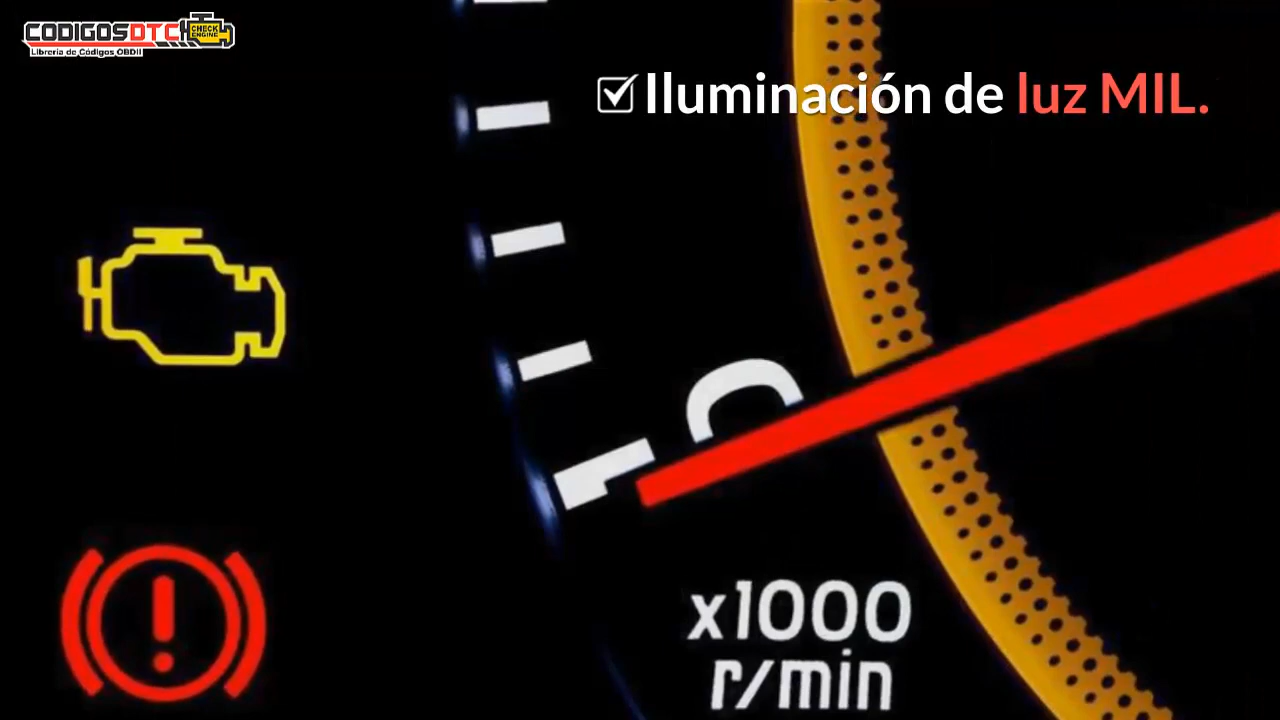 CODIGOSDTC
CHECK
ENGINE
Librería de Códigos OBDII
Iluminación de luz MIL.
x1000
r/min